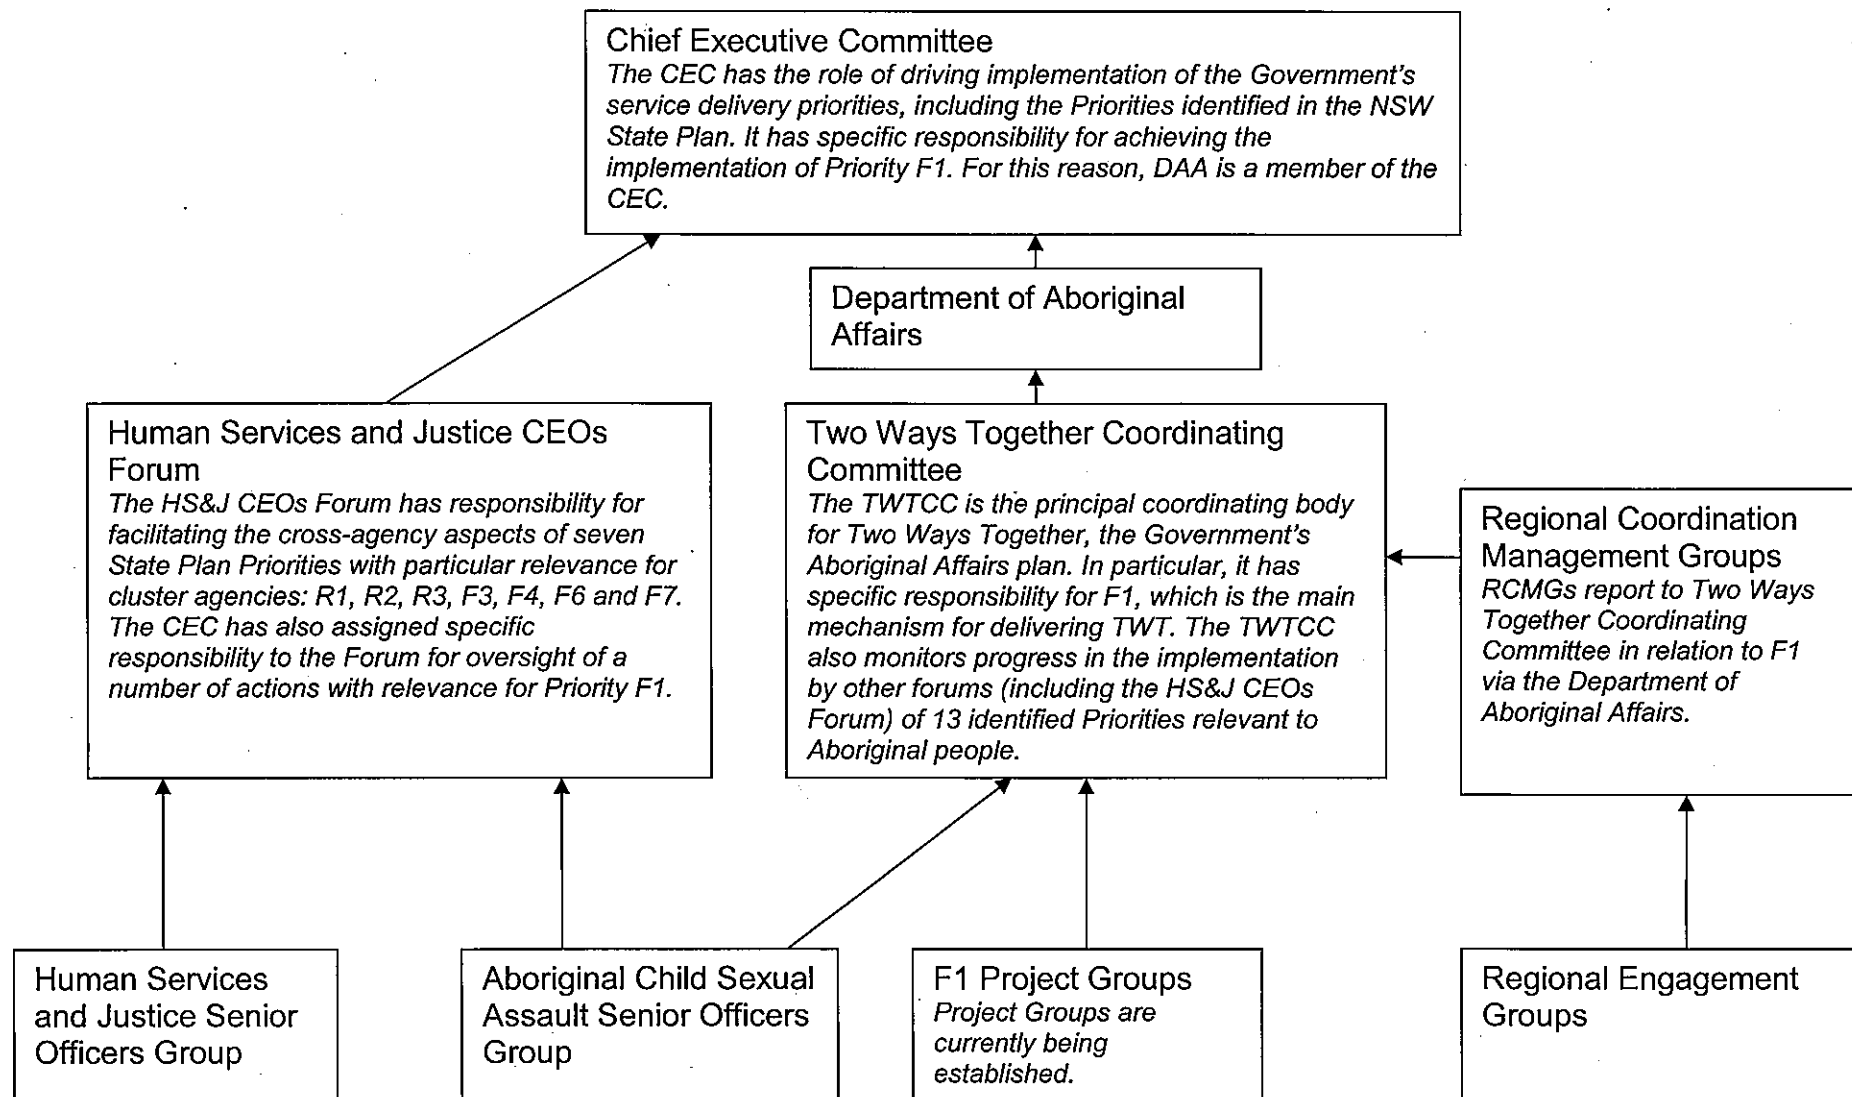 Chief Executive Committee
The CEC has the role of driving implementation of the Government's
service delivery priorities, including the Priorities identified in the NSW
State Plan. It has specific responsibility for achieving the
implementation of Priority F1. For this reason, DAA is a member of the
CEC.
Department of Aboriginal
Affairs
Human Services and Justice CEOs
Forum
The HS&J CEOs Forum has responsibility for
facilitating the cross-agency aspects of seven
State Plan Priorities with particular relevance for
cluster agencies: R1, R2, R3, F3, F4, F6 and F7.
The CEC has also assigned specific
responsibility to the Forum for oversight of a
number of actions with relevance for Priority F1.
Two Ways Together Coordinating
Committee
The TWTCC is the principal coordinating body
for Two Ways Together, the Government's
Aboriginal Affairs plan. In particular, it has
specific responsibility for F1, which is the main
mechanism for delivering TWT. The TWTCC
also monitors progress in the implementation
by other forums (including the HS&J CEOs
Forum) of 13 identified Priorities relevant to
Aboriginal people.
Regional Coordination
Management Groups
RCMGs report to Two Ways
Together Coordinating
Committee in relation to F1
via the Department of
Aboriginal Affairs.
Human Services
and Justice Senior
Officers Group
Aboriginal Child Sexual
Assault Senior Officers
Group
F1 Project Groups
Project Groups are
currently being
established.
Regional Engagement
Groups